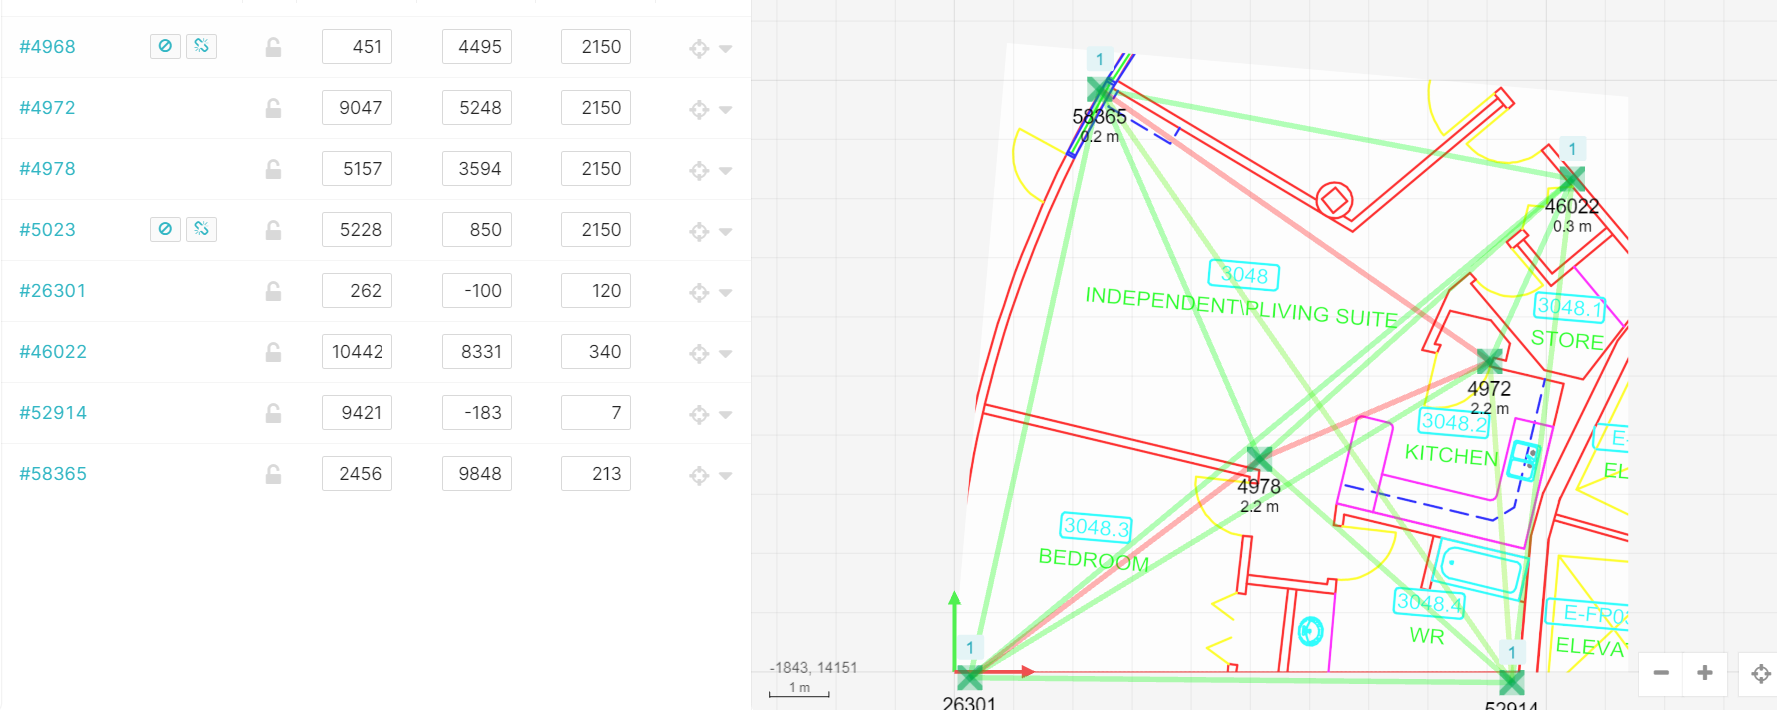 #4968 451 4495 2150
#4972 9047 5248 2150
#4978 5157 3594 2150
#5023 5228 850 2150
#26301 262 -100 120
#46022 10442 8331 340
#52914 9421 -183 7
#58365 2456 9848 213
1
58365
0.2 m
1
46022
0.3 m
3048
INDEPENDENT\PLIVING SUITE
3048.1
STORE
4972
2.2 m
3048.2
KITCHEN
E-
EL
4978
2.2 m
3048.3
BEDROOM
3048.4
WR
E-FP03
ELEVA
1
26301
1
52914
-1843, 14151
1 m